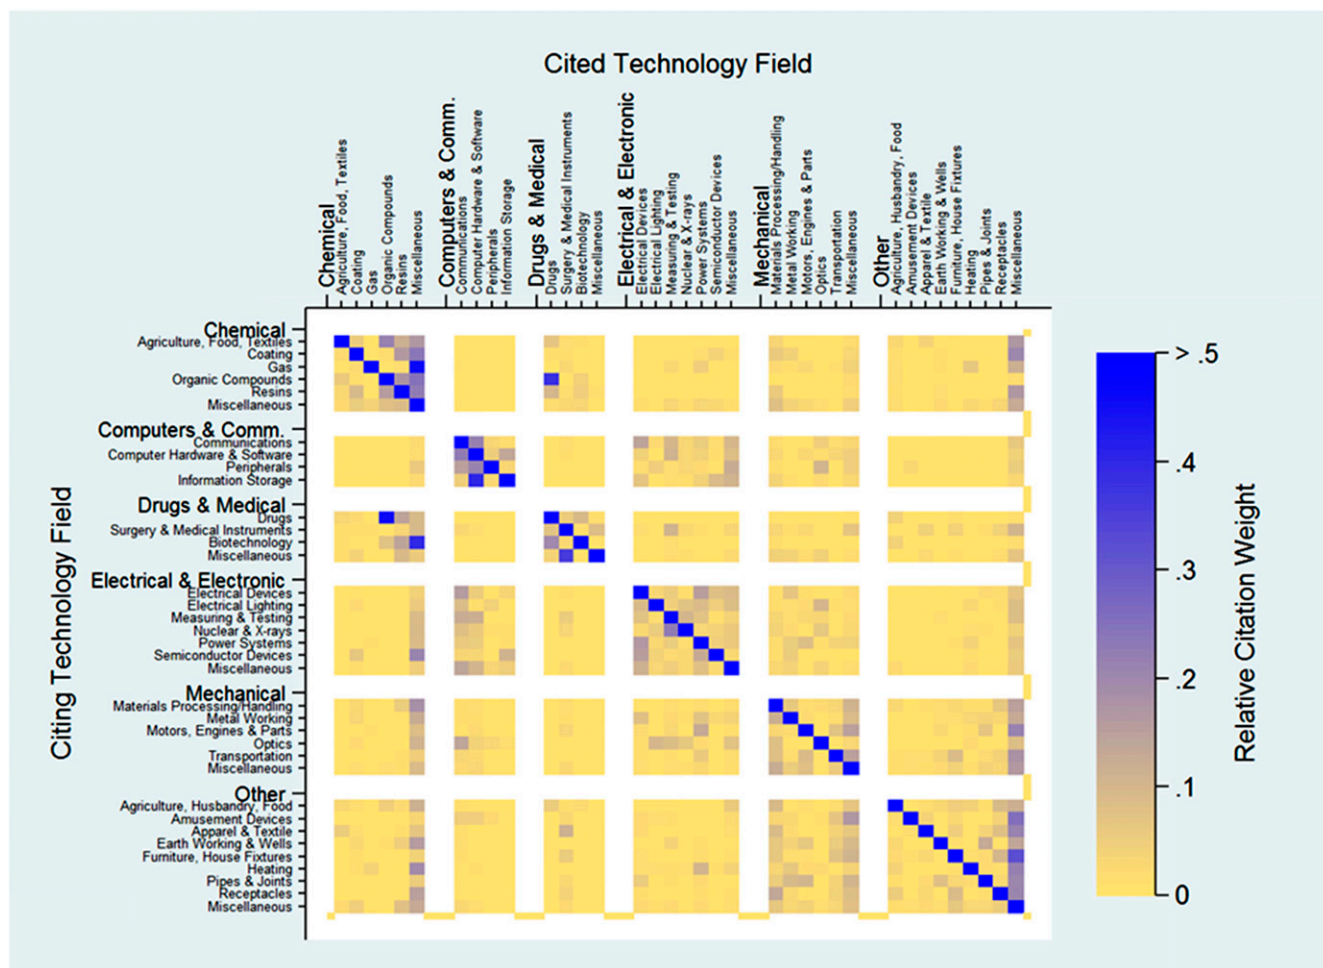 Cited Technology Field
Chemical
Agriculture, Food, Textiles
Coating
Gas
Organic Compounds
Resins
Miscellaneous
Computers & Comm.
Communications
Computer Hardware & Software
Peripherals
Information Storage
Drugs & Medical
Drugs
Surgery & Medical Instruments
Biotechnology
Miscellaneous
Electrical & Electronic
Electrical Devices
Electrical Lighting
Measuring & Testing
Nuclear & X-rays
Power Systems
Semiconductor Devices
Miscellaneous
Mechanical
Materials Processing/Handling
Metal Working
Motors, Engines & Parts
Optics
Transportation
Miscellaneous
Other
Agriculture, Husbandry, Food
Amusement Devices
Apparel & Textile
Earth Working & Wells
Furniture, House Fixtures
Heating
Pipes & Joints
Receptacles
Miscellaneous
Citing Technology Field
Chemical
Agriculture, Food, Textiles
Coating
Gas
Organic Compounds
Resins
Miscellaneous
Computers & Comm.
Communications
Computer Hardware & Software
Peripherals
Information Storage
Drugs & Medical
Drugs
Surgery & Medical Instruments
Biotechnology
Miscellaneous
Electrical & Electronic
Electrical Devices
Electrical Lighting
Measuring & Testing
Nuclear & X-rays
Power Systems
Semiconductor Devices
Miscellaneous
Mechanical
Materials Processing/Handling
Metal Working
Motors, Engines & Parts
Optics
Transportation
Miscellaneous
Other
Agriculture, Husbandry, Food
Amusement Devices
Apparel & Textile
Earth Working & Wells
Furniture, House Fixtures
Heating
Pipes & Joints
Receptacles
Miscellaneous
> .5
.4
.3
.2
.1
0
Relative Citation Weight